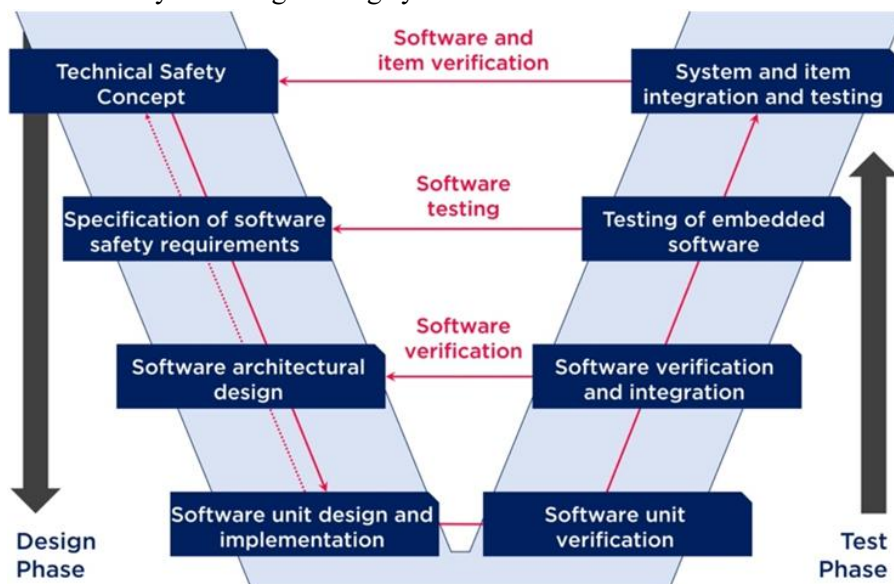 Software and
item verification
Technical Safety
Concept
System and item
integration and testing
Software
testing
Specification of software
safety requirements
Testing of embedded
software
Software
verification
Software architectural
design
Software verification
and integration
Software unit design and
implementation
Software unit
verification
Design
Phase
Test
Phase